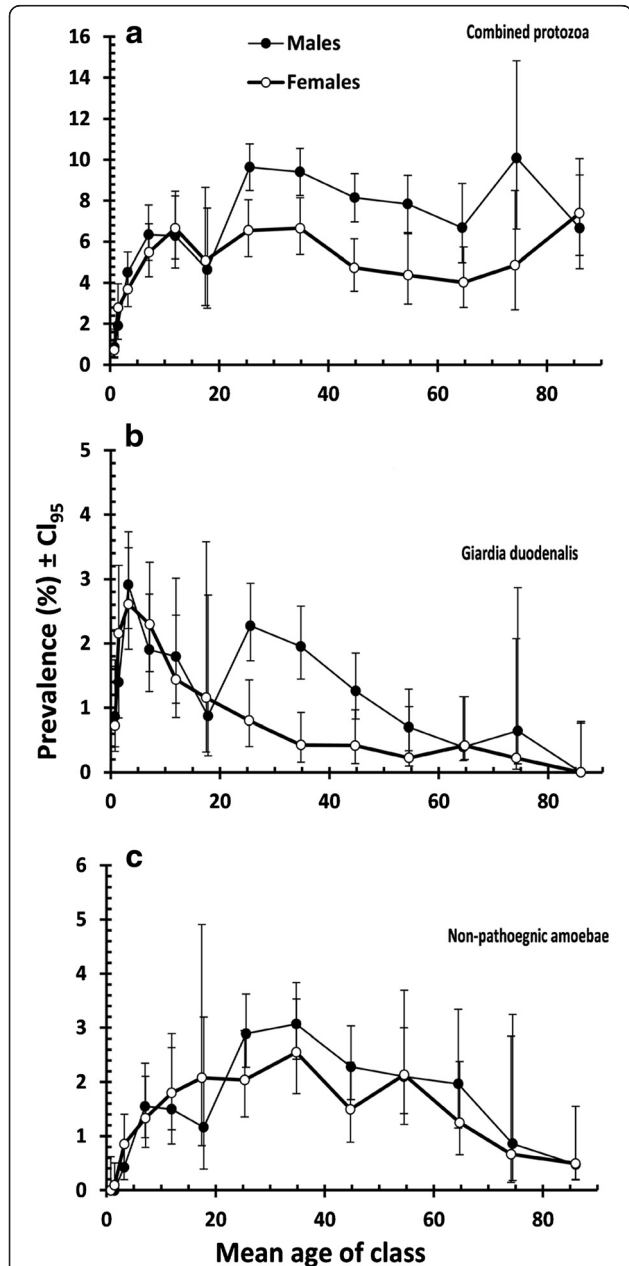 a
Combined protozoa
Males
Females
16
14
12
10
8
6
4
2
0
0 20 40 60 80
b
Giardia duodenalis
5
4
3
2
1
0
0 20 40 60 80
Prevalence (%) ± Cl95
c
Non-pathoegnic amoebae
6
5
4
3
2
1
0
0 20 40 60 80
Mean age of class